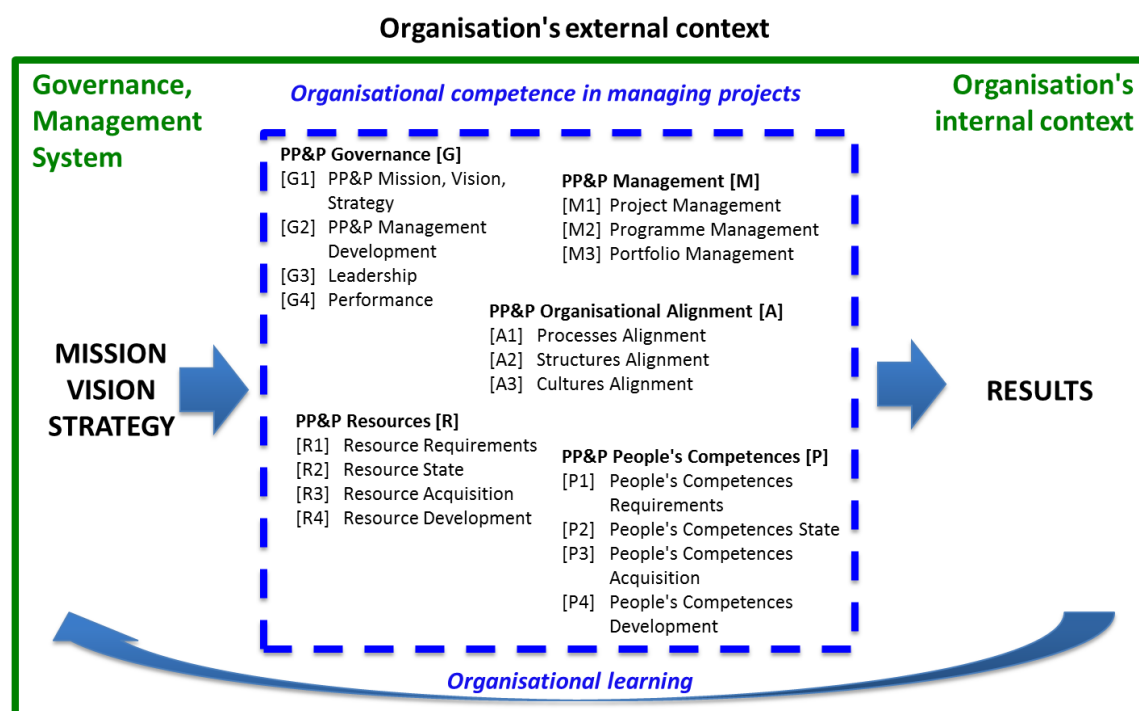 Organisation's external context
Governance,
Management
System
Organisational competence in managing projects
Organisation's
internal context
PP&P Governance [G]
[G1] PP&P Mission, Vision,
Strategy
[G2] PP&P Management
Development
[G3] Leadership
[G4] Performance
PP&P Management [M]
[M1] Project Management
[M2] Programme Management
[M3] Portfolio Management
PP&P Organisational Alignment [A]
[A1] Processes Alignment
[A2] Structures Alignment
[A3] Cultures Alignment
MISSION
VISION
STRATEGY
RESULTS
PP&P Resources [R]
[R1] Resource Requirements
[R2] Resource State
[R3] Resource Acquisition
[R4] Resource Development
PP&P People's Competences [P]
[P1] People's Competences
Requirements
[P2] People's Competences State
[P3] People's Competences
Acquisition
[P4] People's Competences
Development
Organisational learning